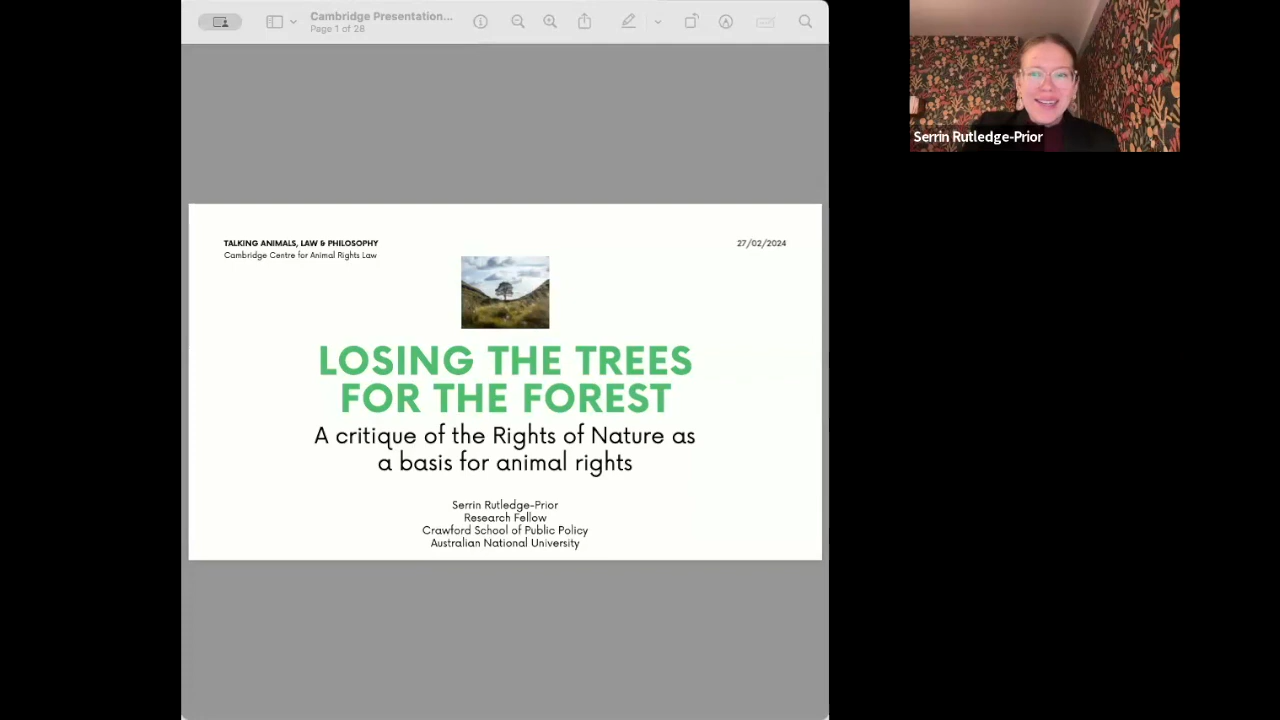 Cambridge Presentation...
Page 1 of 28
Serrin Rutledge-Prior
TALKING ANIMALS, LAW & PHILOSOPHY
Cambridge Centre for Animal Rights Law
27/02/2024
LOSING THE TREES
FOR THE FOREST
A critique of the Rights of Nature as
a basis for animal rights
Serrin Rutledge-Prior
Research Fellow
Crawford School of Public Policy
Australian National University